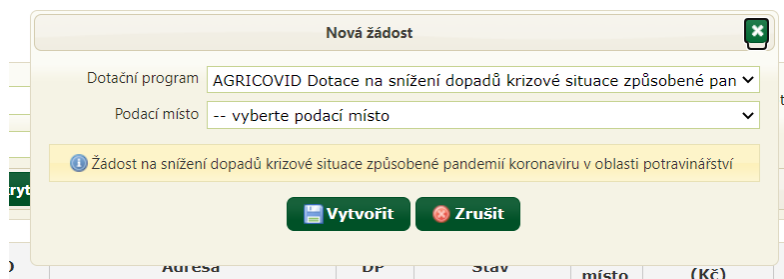 Nová žádost
Dotační program AGRICOVID Dotace na snížení dopadů krizové situace způsobené pan
Podací místo -- vyberte podací místo
Žádost na snížení dopadů krizové situace způsobené pandemií koronaviru v oblasti potravinářství
Vytvořit Zrušit
Adresa DP Stav místo (Kč)